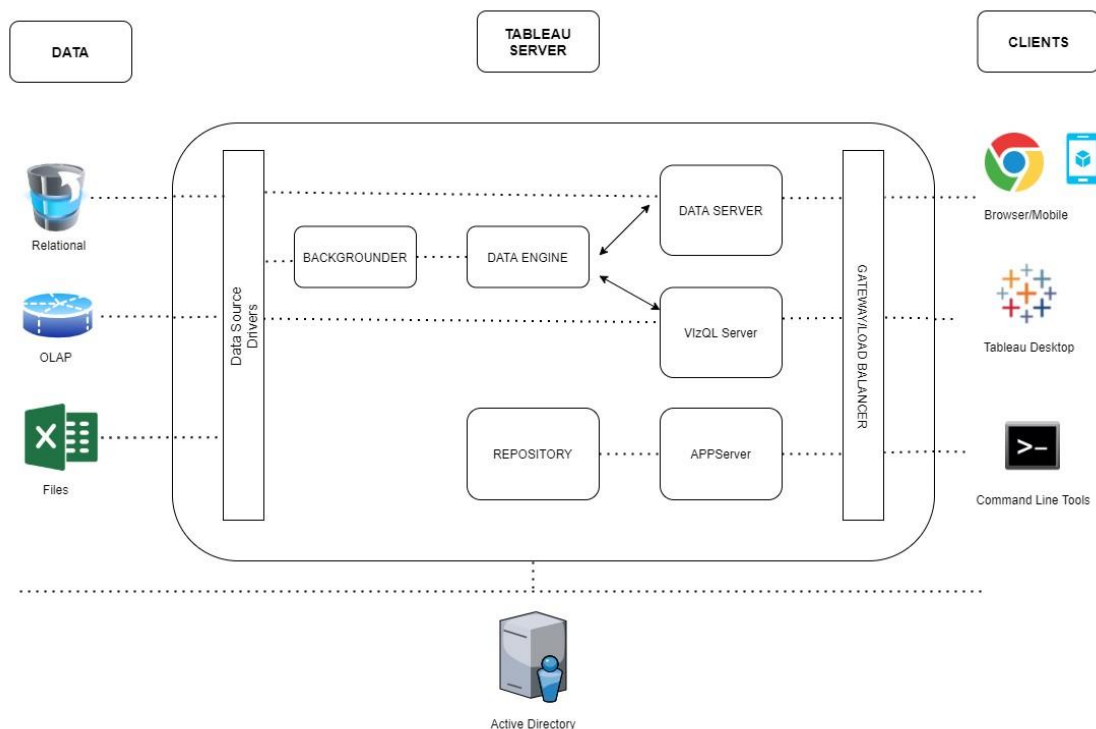 DATA
TABLEAU
SERVER
CLIENTS
Relational
OLAP
Files
Data Source
Drivers
BACKGROUNDER
DATA ENGINE
DATA SERVER
VIzQL Server
REPOSITORY
APPServer
GATEWAY/LOAD BALANCER
Browser/Mobile
Tableau Desktop
>_
Command Line Tools
Active Directory